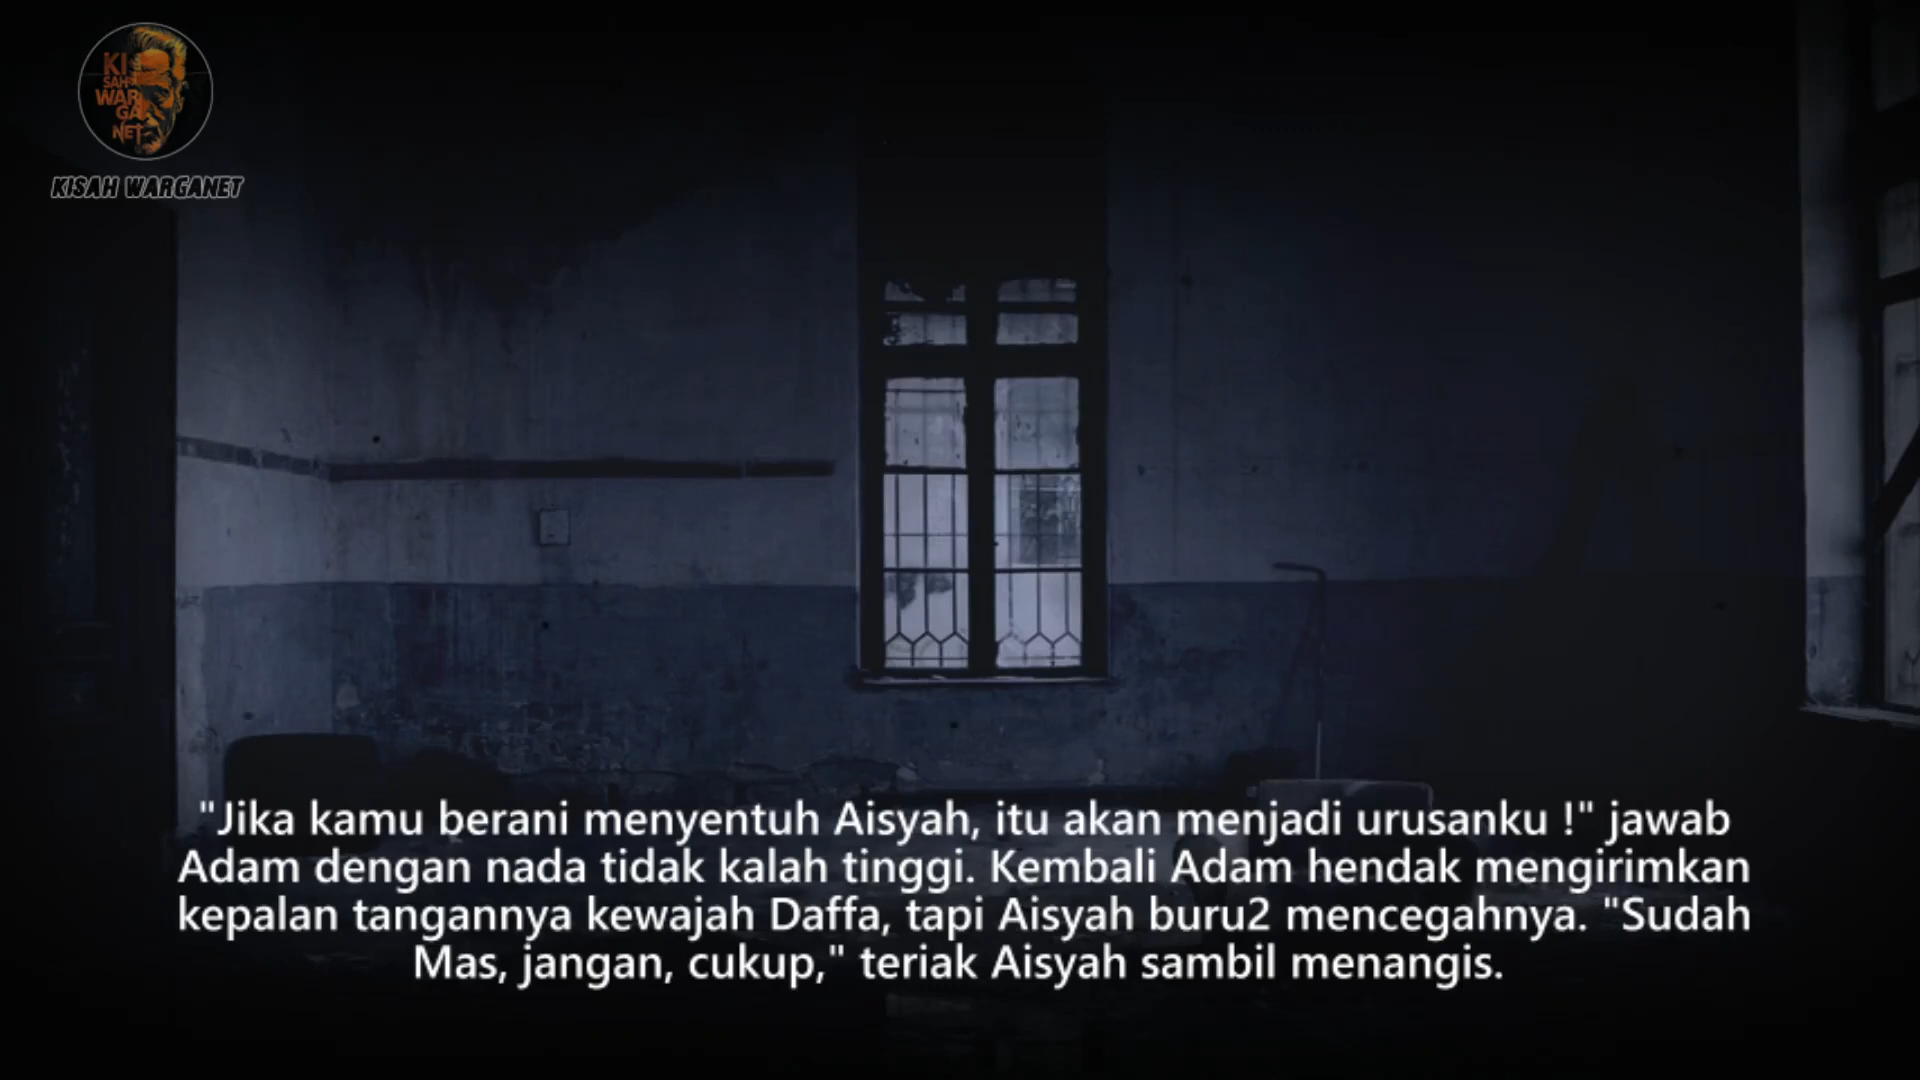 KI
SAH
WAR
GA
NET
KISAH WARGANET
"Jika kamu berani menyentuh Aisyah, itu akan menjadi urusanku !" jawab
Adam dengan nada tidak kalah tinggi. Kembali Adam hendak mengirimkan
kepalan tangannya kewajah Daffa, tapi Aisyah buru2 mencegahnya. "Sudah
Mas, jangan, cukup," teriak Aisyah sambil menangis.